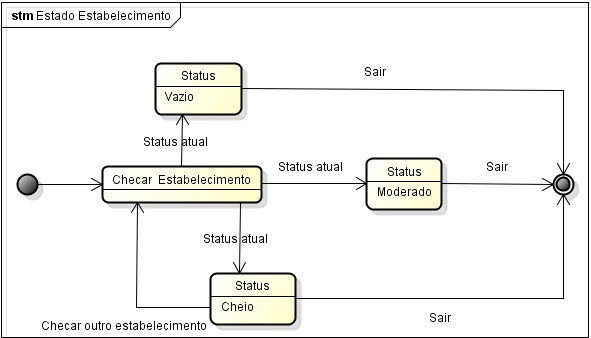 stm Estado Estabelecimento
Sair
Status
Vazio
Status atual
Checar Estabelecimento
Status atual
Status
Moderado
Sair
Status atual
Status
Cheio
Sair
Checar outro estabelecimento